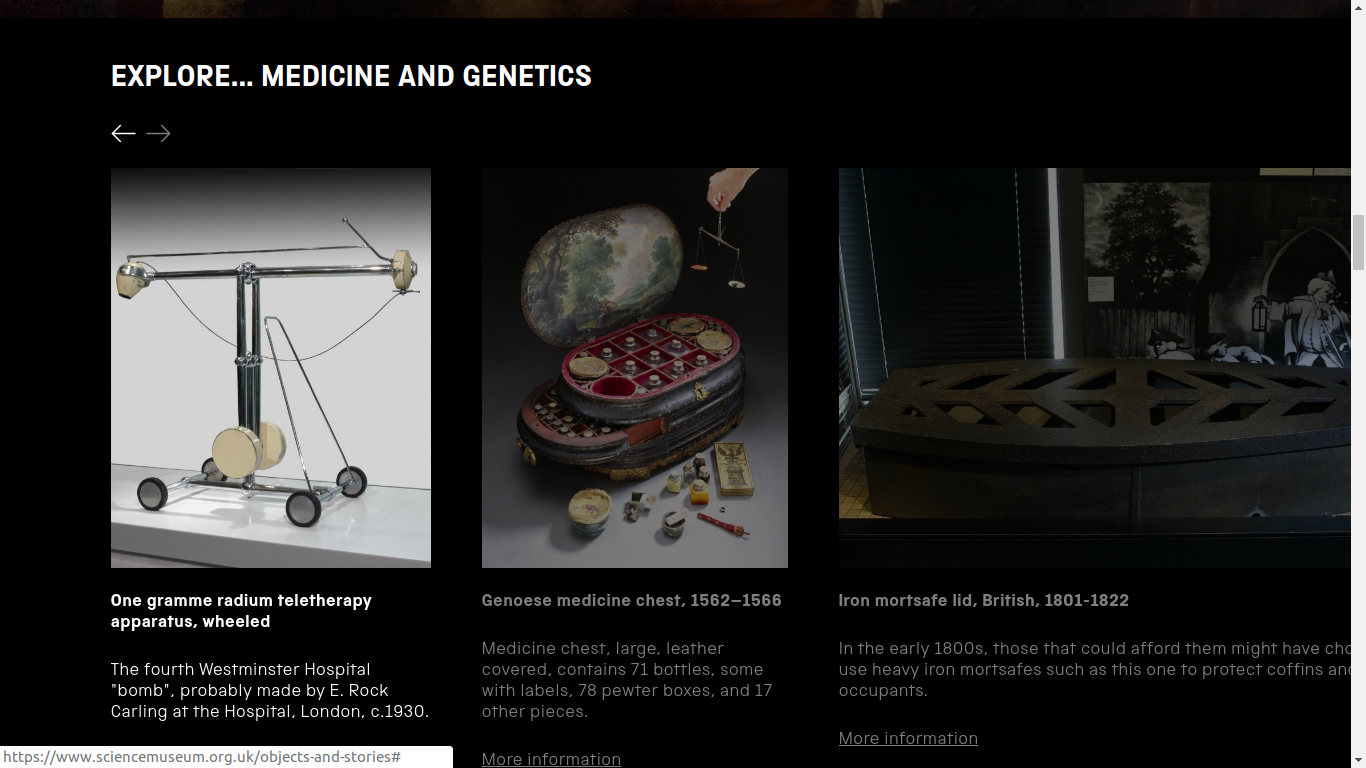 EXPLORE... MEDICINE AND GENETICS
One gramme radium teletherapy
apparatus, wheeled
The fourth Westminster Hospital
"bomb", probably made by E. Rock
Carling at the Hospital, London, c.1930.
Genoese medicine chest, 1562–1566
Medicine chest, large, leather
covered, contains 71 bottles, some
with labels, 78 pewter boxes, and 17
other pieces.
More information
Iron mortsafe lid, British, 1801-1822
In the early 1800s, those that could afford them might have cho
use heavy iron mortsafes such as this one to protect coffins and
occupants.
More information
https://www.sciencemuseum.org.uk/objects-and-stories#